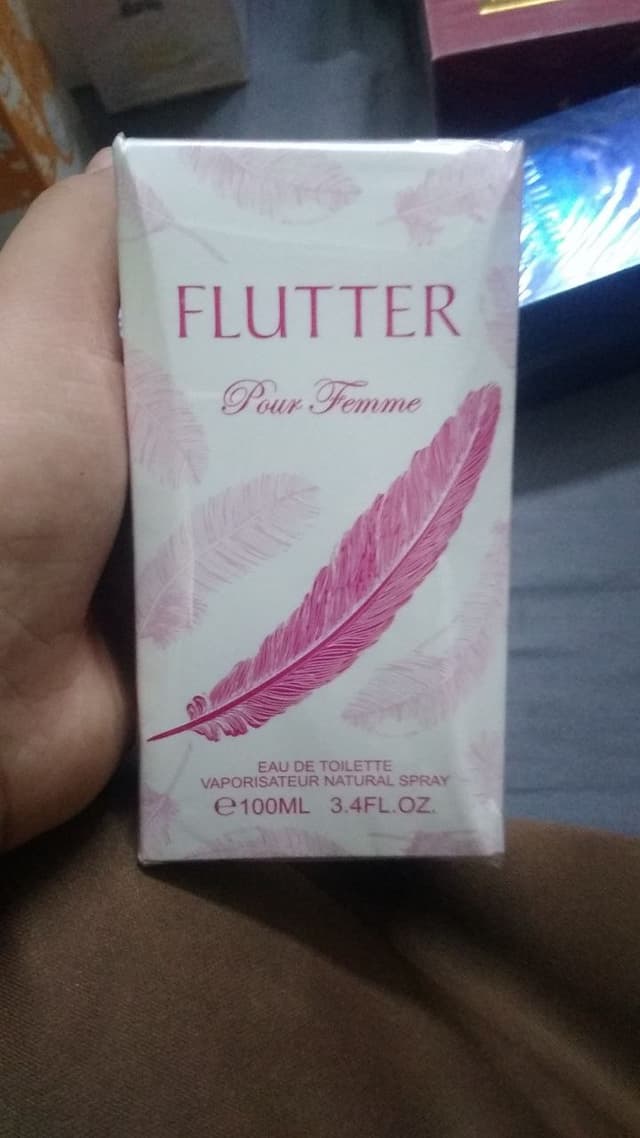 FLUTTER
Pour Femme
EAU DE TOILETTE
VAPORISATEUR NATURAL SPRAY
℮100ML 3.4FL.OZ.